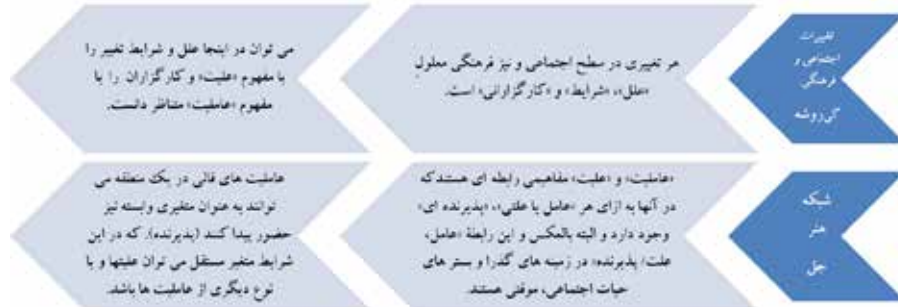 تغییرات
اجتماعی و
فرهنگی
گی روشه
هر تغییری در سطح اجتماعی و نیز فرهنگی معلول
«علل»، «شرایط» و «کارگزارانی» است.
می توان در اینجا علل و شرایط تغییر را
با مفهوم «علیت» و کارگزاران را با
مفهوم «عاملیت» متناظر دانست.
شبکه
هنر
جل
«عاملیت» و «علیت» مفاهیمی رابطه ای هستند که
در آنها به ازای هر «عامل یا علتی»، «پذیرنده ای»
وجود دارد و البته بالعکس و این رابطة «عامل،
علت/ پذیرنده» در زمینه های گذرا و بستر های
حیات اجتماعی، موقتی هستند.
عاملیت های قالی در یک منطقه می
توانند به عنوان متغیری وابسته نیز
حضور پیدا کنند (پذیرنده). که در این
شرایط متغیر مستقل می توان علیتها و یا
نوع دیگری از عاملیت ها باشد.